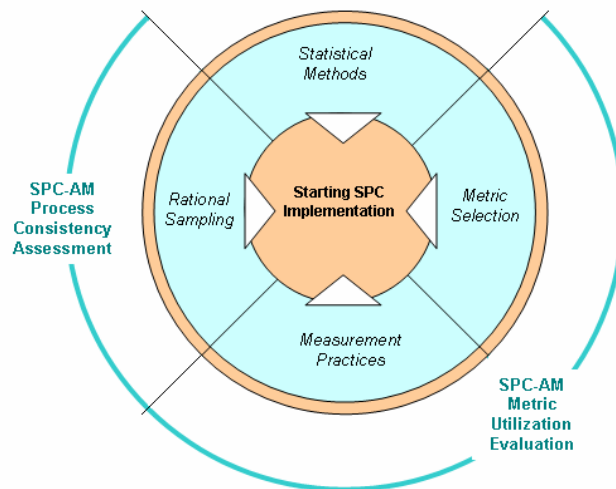 Statistical
Methods
SPC-AM
Process
Consistency
Assessment
Rational
Sampling
Starting SPC
Implementation
Metric
Selection
Measurement
Practices
SPC-AM
Metric
Utilization
Evaluation